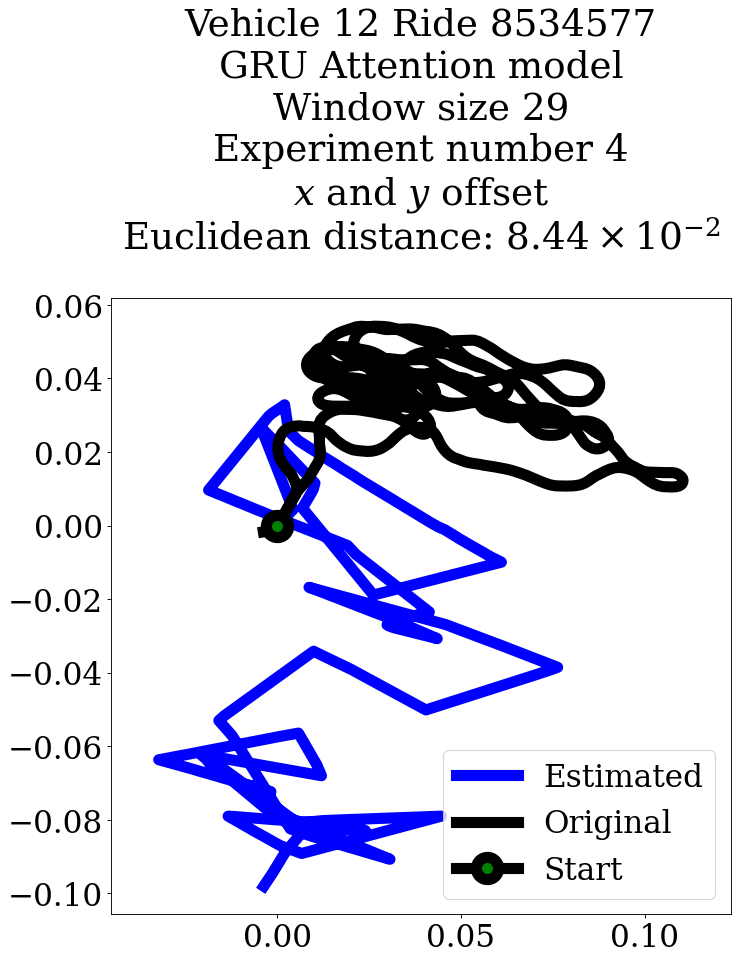 Vehicle 12 Ride 8534577
GRU Attention model
Window size 29
Experiment number 4
x and y offset
Euclidean distance: 8.44 × 10⁻²
0.06
0.04
0.02
0.00
−0.02
−0.04
−0.06
−0.08
−0.10
Estimated
Original
Start
0.00 0.05 0.10